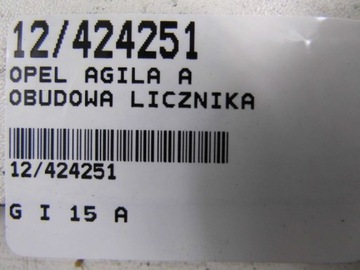 12/424251
OPEL AGILA A
OBUDOWA LICZNIKA
12/424251
G I 15 A